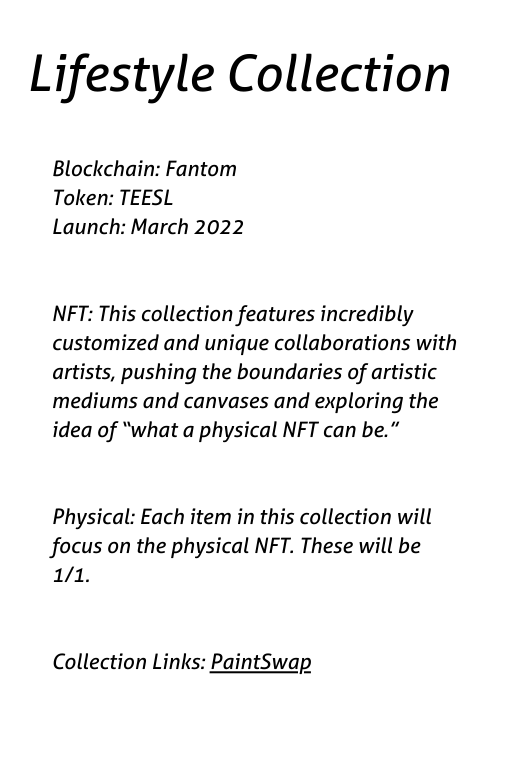 Lifestyle Collection
Blockchain: Fantom
Token: TEESL
Launch: March 2022
NFT: This collection features incredibly
customized and unique collaborations with
artists, pushing the boundaries of artistic
mediums and canvases and exploring the
idea of “what a physical NFT can be.”
Physical: Each item in this collection will
focus on the physical NFT. These will be
1/1.
Collection Links: PaintSwap